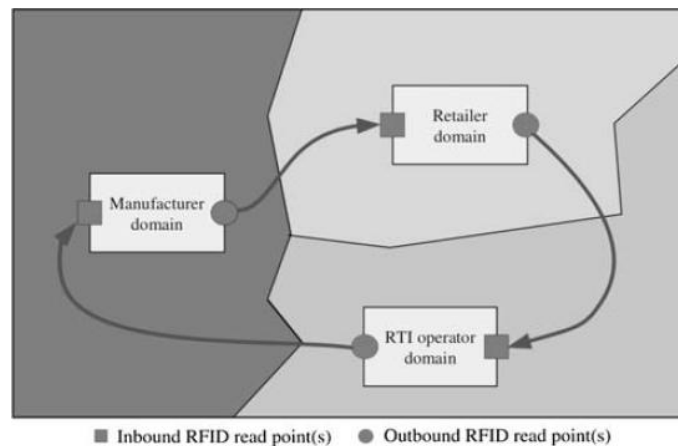 Retailer
domain
Manufacturer
domain
RTI operator
domain
Inbound RFID read point(s) Outbound RFID read point(s)